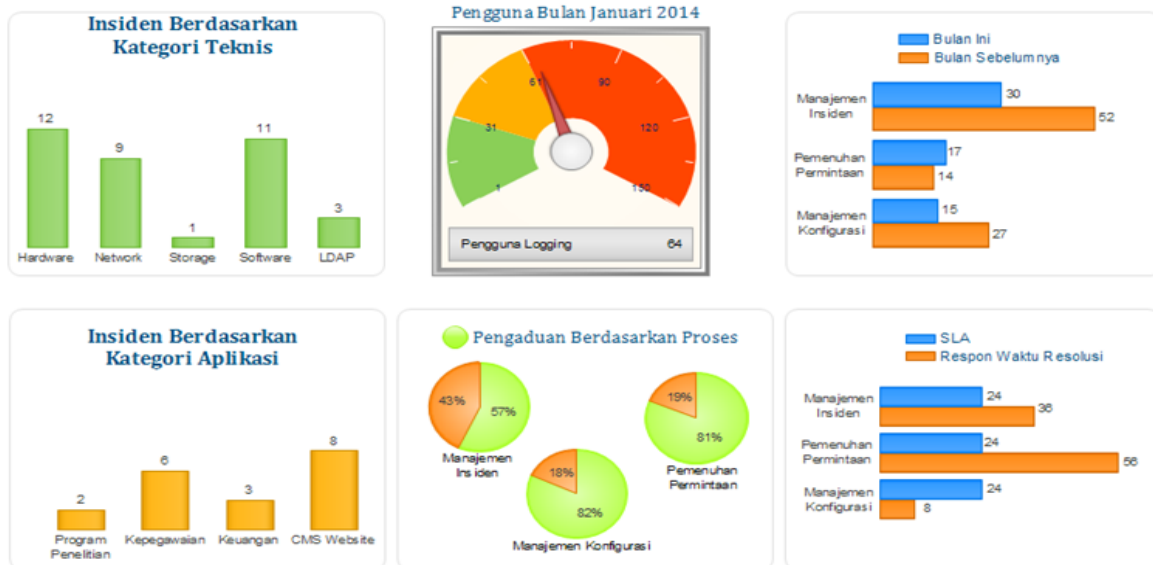 Insiden Berdasarkan
Kategori Teknis
12
9
1
11
3
Hardware
Network
Storage
Software
LDAP
Pengguna Bulan Januari 2014
1
31
61
90
120
150
Pengguna Logging 64
Bulan Ini
Bulan Sebelumnya
Manajemen
Insiden
30
52
Pemenuhan
Permintaan
17
14
Manajemen
Konfigurasi
15
27
Insiden Berdasarkan
Kategori Aplikasi
2
6
3
8
Program
Penelitian
Kepegawaian
Keuangan
CMS Website
Pengaduan Berdasarkan Proses
43%
57%
Manajemen
Insiden
19%
81%
Pemenuhan
Permintaan
18%
82%
Manajemen Konfigurasi
SLA
Respon Waktu Resolusi
Manajemen
Insiden
24
36
Pemenuhan
Permintaan
24
56
Manajemen
Konfigurasi
24
8